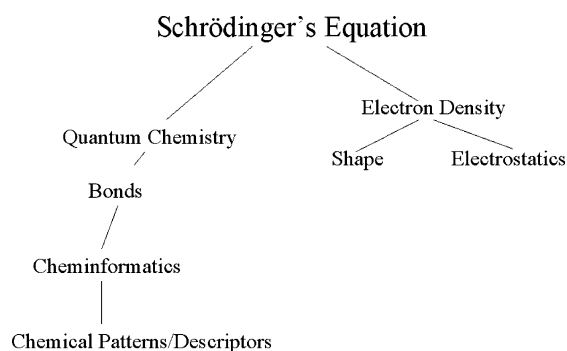 Schrödinger’s Equation
Electron Density
Quantum Chemistry
Shape
Electrostatics
Bonds
Cheminformatics
Chemical Patterns/Descriptors